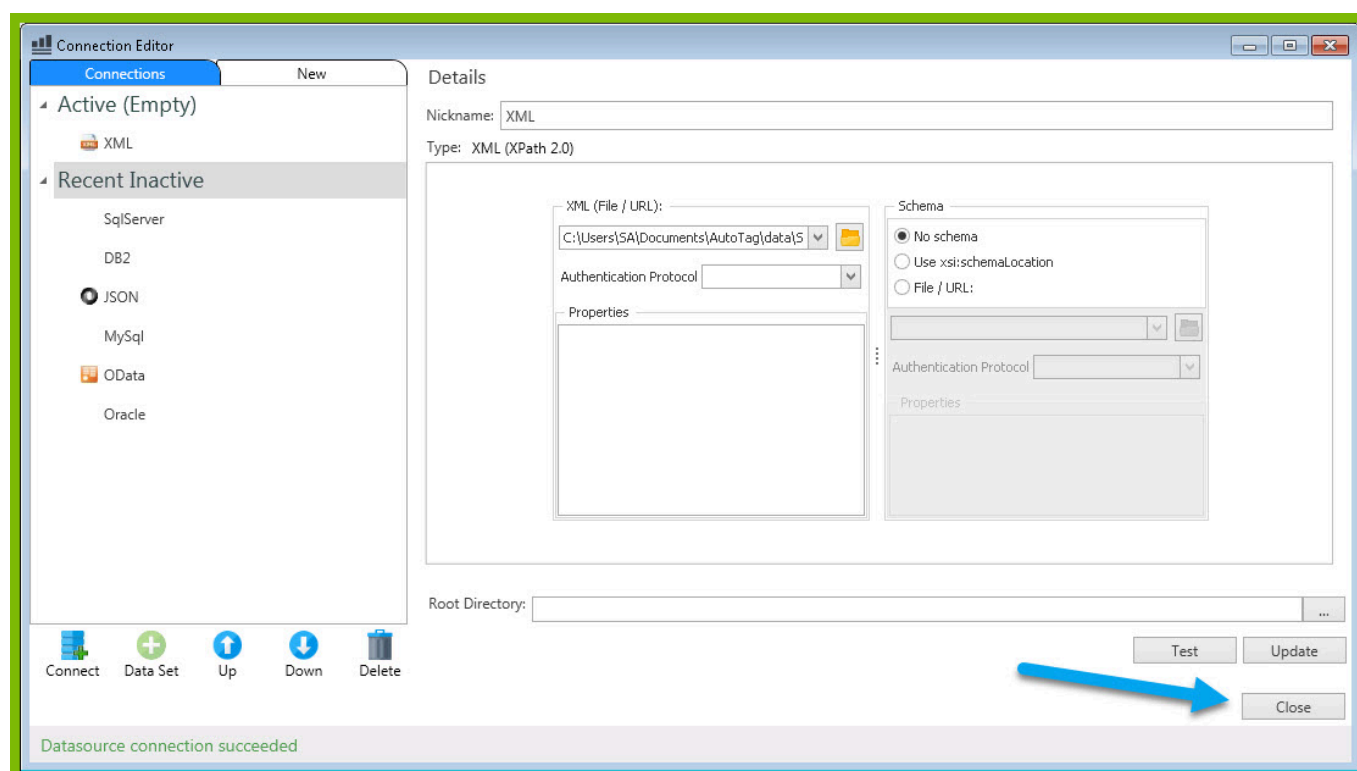 Connection Editor
Connections
New
Active (Empty)
XML
Recent Inactive
SqlServer
DB2
JSON
MySql
OData
Oracle
Connect
Data Set
Up
Down
Delete
Details
Nickname: XML
Type: XML (XPath 2.0)
XML (File / URL):
C:\Users\SA\Documents\AutoTag\data\S
Authentication Protocol
Properties
Schema
No schema
Use xsi:schemaLocation
File / URL:
Authentication Protocol
Properties
Root Directory:
...
Test
Update
Close
Datasource connection succeeded